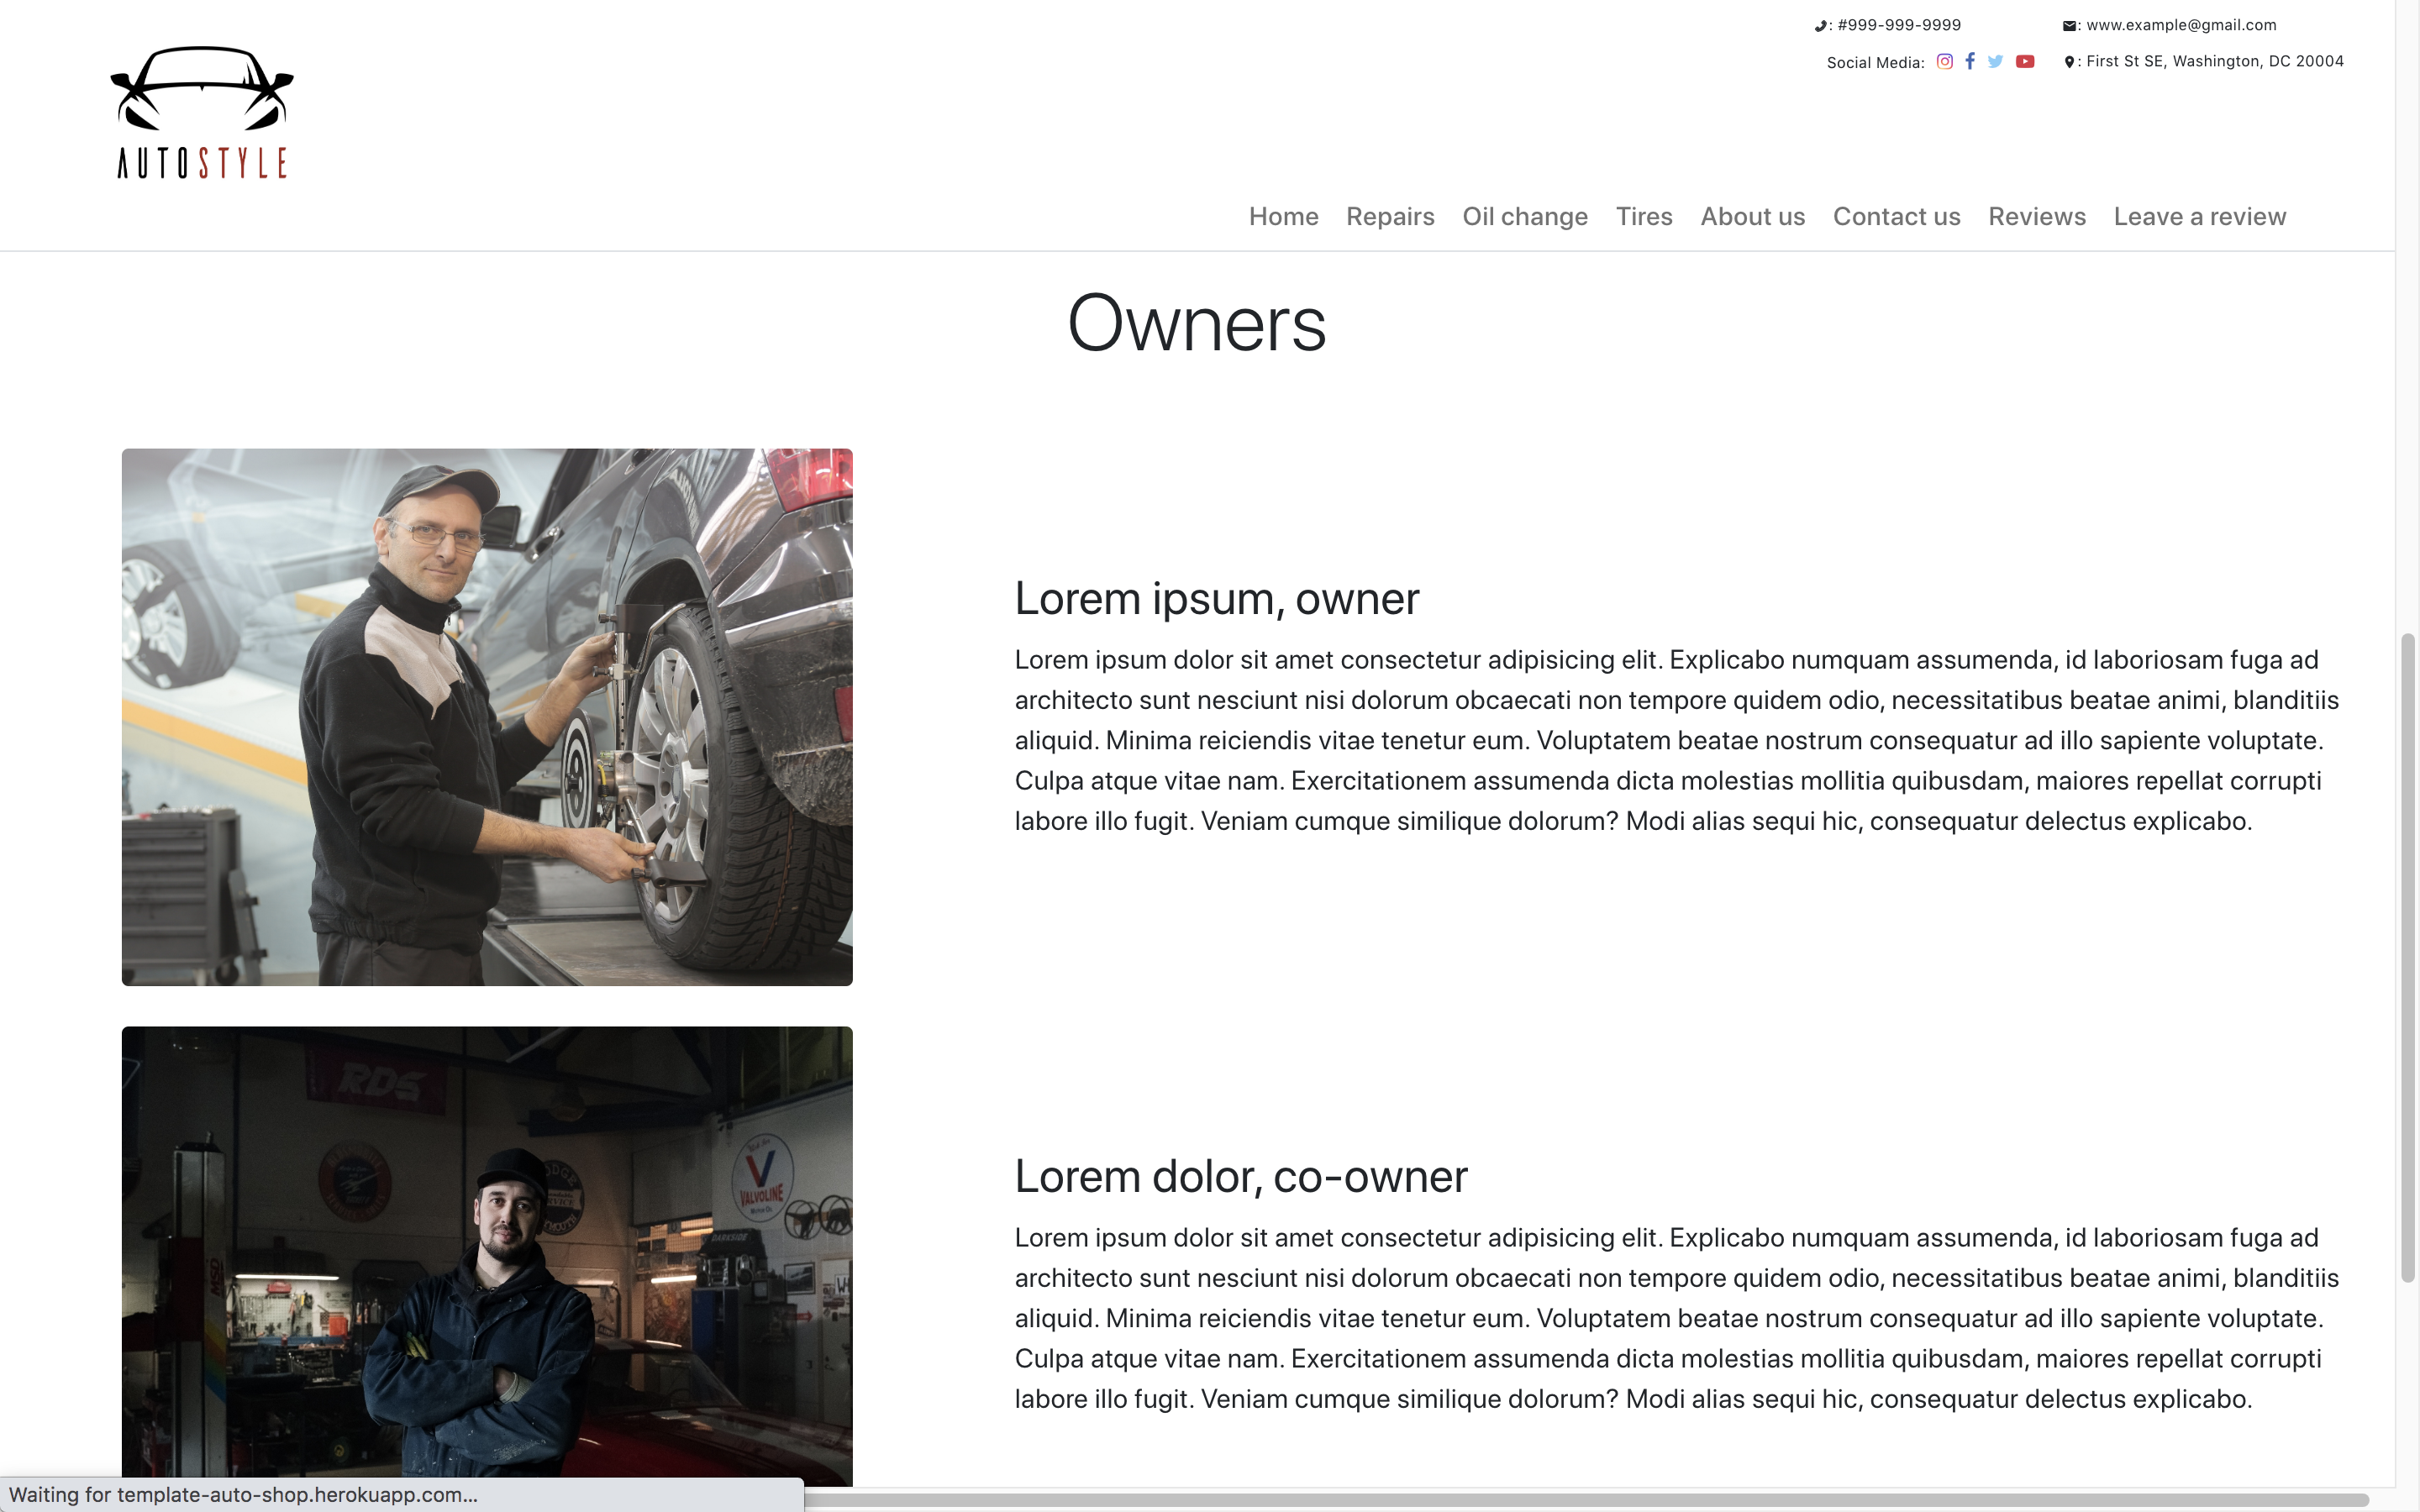 : #999-999-9999
: www.example@gmail.com
Social Media:
: First St SE, Washington, DC 20004
AUTOSTYLE
Home Repairs Oil change Tires About us Contact us Reviews Leave a review
Owners
Lorem ipsum, owner
Lorem ipsum dolor sit amet consectetur adipisicing elit. Explicabo numquam assumenda, id laboriosam fuga ad
architecto sunt nesciunt nisi dolorum obcaecati non tempore quidem odio, necessitatibus beatae animi, blanditiis
aliquid. Minima reiciendis vitae tenetur eum. Voluptatem beatae nostrum consequatur ad illo sapiente voluptate.
Culpa atque vitae nam. Exercitationem assumenda dicta molestias mollitia quibusdam, maiores repellat corrupti
labore illo fugit. Veniam cumque similique dolorum? Modi alias sequi hic, consequatur delectus explicabo.
RDS
V
VALVOLINE
DARKSIDE
MSD
Lorem dolor, co-owner
Lorem ipsum dolor sit amet consectetur adipisicing elit. Explicabo numquam assumenda, id laboriosam fuga ad
architecto sunt nesciunt nisi dolorum obcaecati non tempore quidem odio, necessitatibus beatae animi, blanditiis
aliquid. Minima reiciendis vitae tenetur eum. Voluptatem beatae nostrum consequatur ad illo sapiente voluptate.
Culpa atque vitae nam. Exercitationem assumenda dicta molestias mollitia quibusdam, maiores repellat corrupti
labore illo fugit. Veniam cumque similique dolorum? Modi alias sequi hic, consequatur delectus explicabo.
Waiting for template-auto-shop.herokuapp.com...